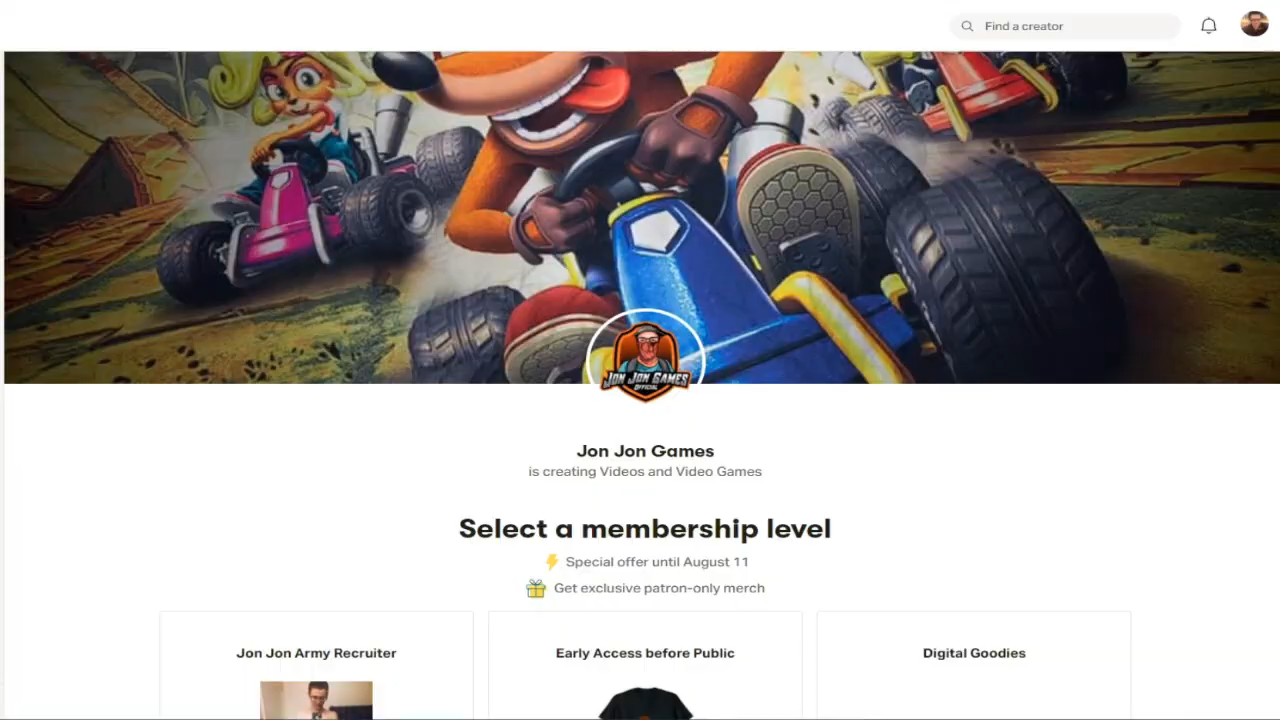 Find a creator
JON JON GAMES
OFFICIAL
Jon Jon Games
is creating Videos and Video Games
Select a membership level
Special offer until August 11
Get exclusive patron-only merch
Jon Jon Army Recruiter
Early Access before Public
Digital Goodies